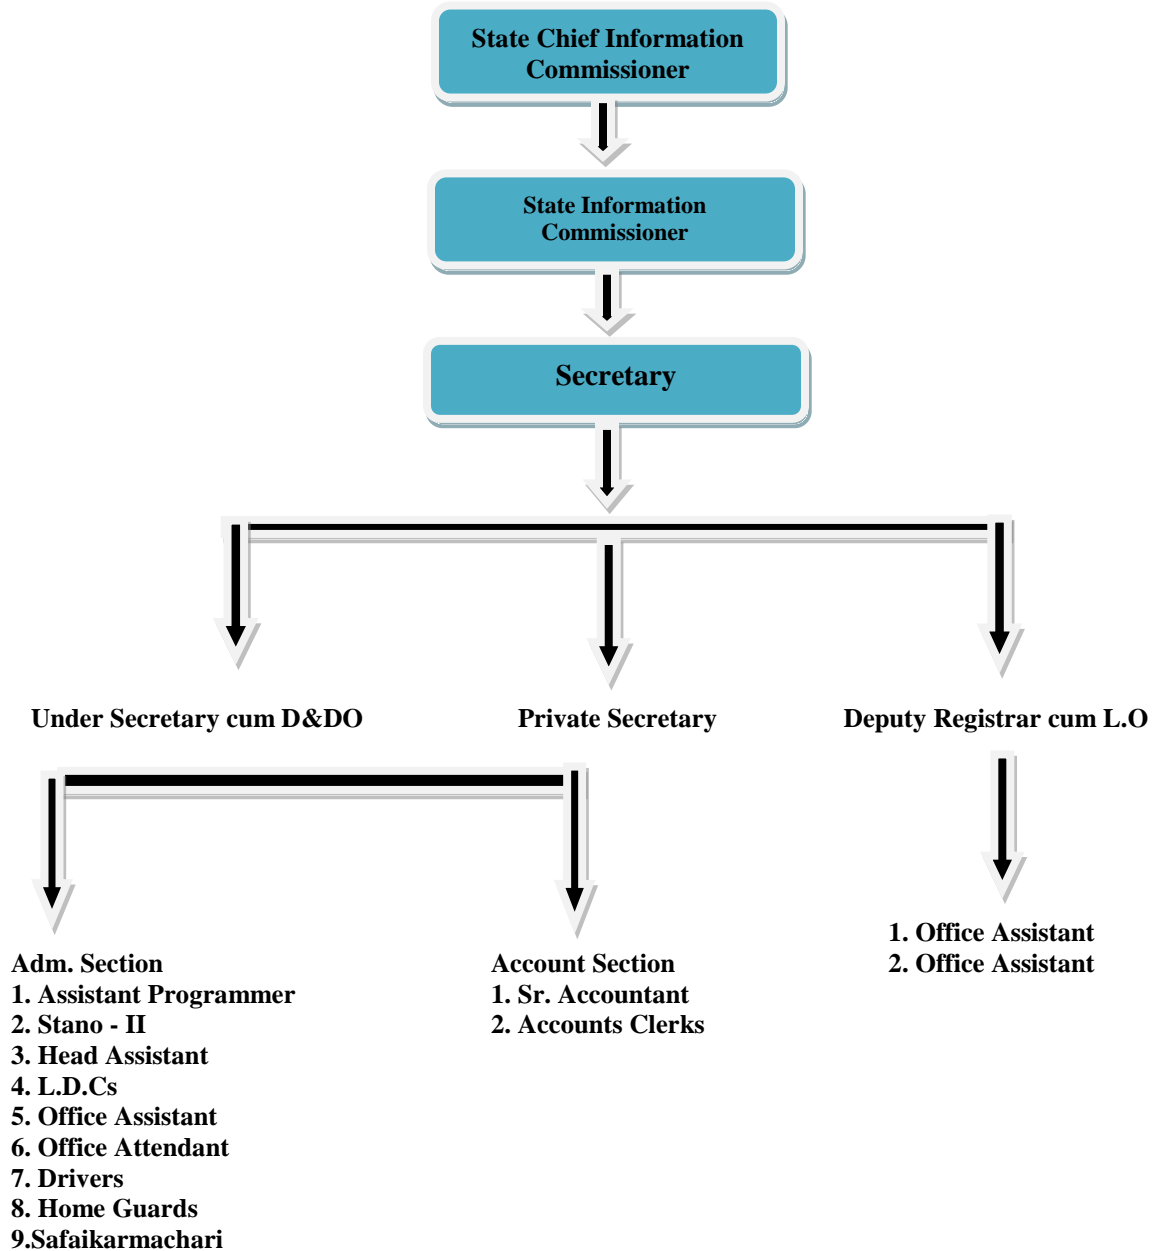 State Chief Information
Commissioner
State Information
Commissioner
Secretary
Under Secretary cum D&DO
Private Secretary
Deputy Registrar cum L.O
Adm. Section
1. Assistant Programmer
2. Stano - II
3. Head Assistant
4. L.D.Cs
5. Office Assistant
6. Office Attendant
7. Drivers
8. Home Guards
9.Safaikarmachari
Account Section
1. Sr. Accountant
2. Accounts Clerks
1. Office Assistant
2. Office Assistant